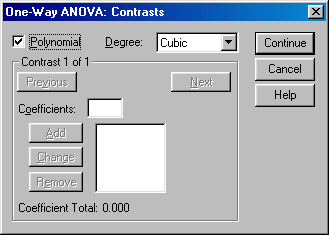 One-Way ANOVA: Contrasts
Polynomial Degree: Cubic Continue
Contrast 1 of 1 Cancel
Previous Next Help
Coefficients:
Add
Change
Remove
Coefficient Total: 0.000